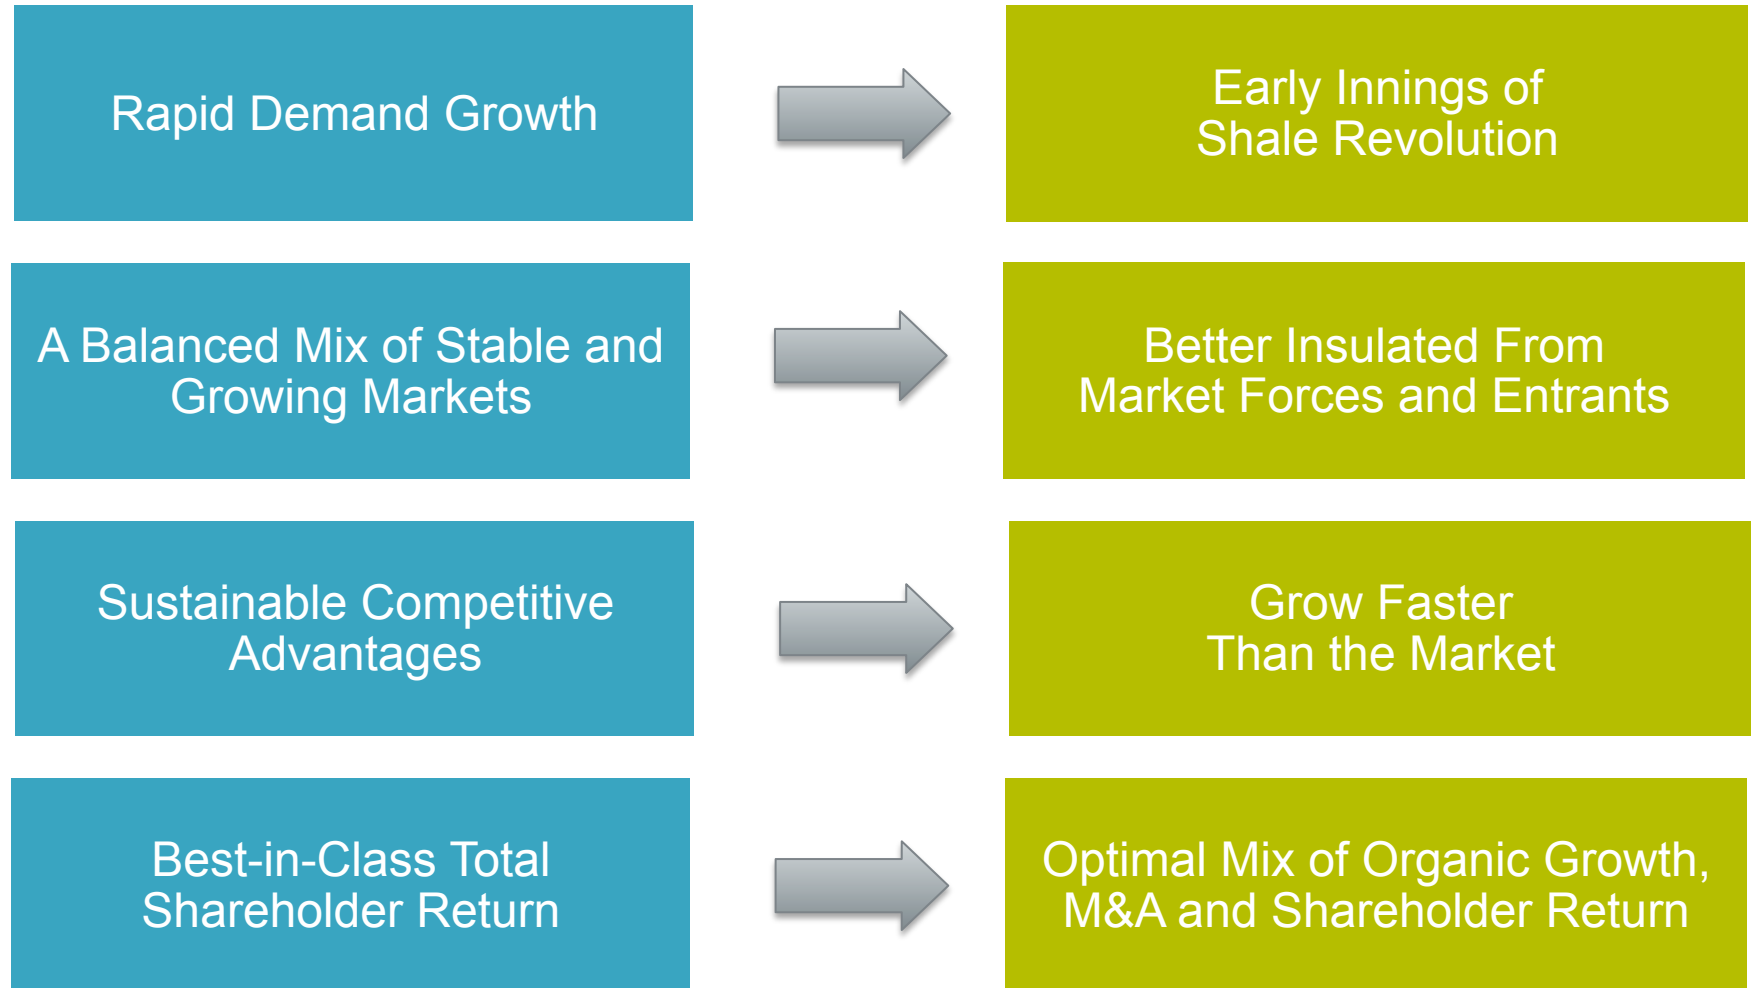 Rapid Demand Growth
Early Innings of
Shale Revolution
A Balanced Mix of Stable and
Growing Markets
Better Insulated From
Market Forces and Entrants
Sustainable Competitive
Advantages
Grow Faster
Than the Market
Best-in-Class Total
Shareholder Return
Optimal Mix of Organic Growth,
M&A and Shareholder Return